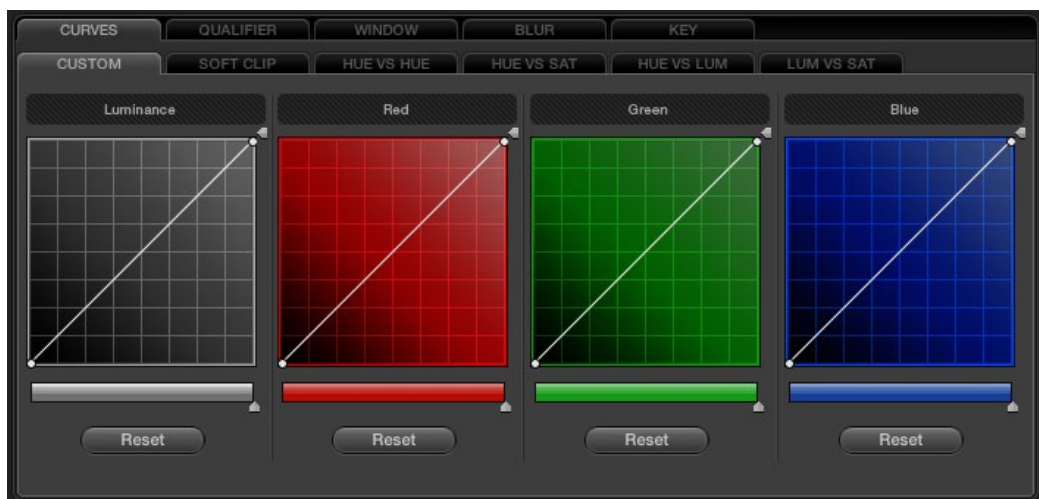 CURVES QUALIFIER WINDOW BLUR KEY
CUSTOM SOFT CLIP HUE VS HUE HUE VS SAT HUE VS LUM LUM VS SAT
Luminance Red Green Blue
Reset Reset Reset Reset